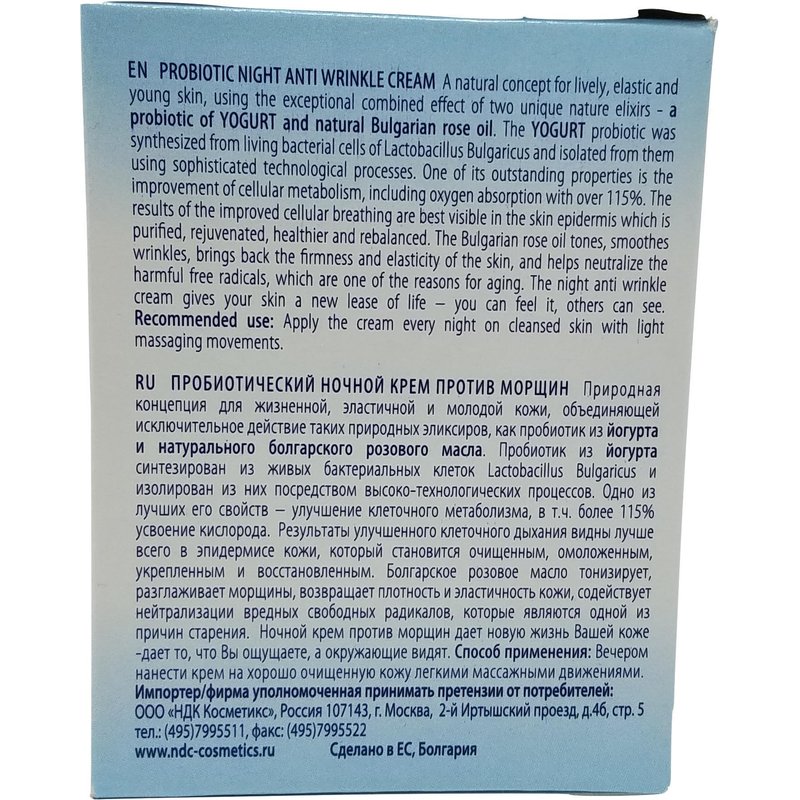 EN PROBIOTIC NIGHT ANTI WRINKLE CREAM A natural concept for lively, elastic and
young skin, using the exceptional combined effect of two unique nature elixirs - a
probiotic of YOGURT and natural Bulgarian rose oil. The YOGURT probiotic was
synthesized from living bacterial cells of Lactobacillus Bulgaricus and isolated from them
using sophisticated technological processes. One of its outstanding properties is the
improvement of cellular metabolism, including oxygen absorption with over 115%. The
results of the improved cellular breathing are best visible in the skin epidermis which is
purified, rejuvenated, healthier and rebalanced. The Bulgarian rose oil tones, smoothes
wrinkles, brings back the firmness and elasticity of the skin, and helps neutralize the
harmful free radicals, which are one of the reasons for aging. The night anti wrinkle
cream gives your skin a new lease of life – you can feel it, others can see.
Recommended use: Apply the cream every night on cleansed skin with light
massaging movements.
RU ПРОБИОТИЧЕСКИЙ НОЧНОЙ КРЕМ ПРОТИВ МОРЩИН Природная
концепция для жизненной, эластичной и молодой кожи, объединяющей
исключительное действие таких природных эликсиров, как пробиотик из йогурта
и натурального болгарского розового масла. Пробиотик из йогурта
синтезирован из живых бактериальных клеток Lactobacillus Bulgaricus и
изолирован из них посредством высоко-технологических процессов. Одно из
лучших его свойств – улучшение клеточного метаболизма, в т.ч. более 115%
усвоение кислорода. Результаты улучшенного клеточного дыхания видны лучше
всего в эпидермисе кожи, который становится очищенным, омоложенным,
укрепленным и восстановленным. Болгарское розовое масло тонизирует,
разглаживает морщины, возвращает плотность и эластичность кожи, содействует
нейтрализации вредных свободных радикалов, которые являются одной из
причин старения. Ночной крем против морщин дает новую жизнь Вашей коже
-дает то, что Вы ощущаете, а окружающие видят. Способ применения: Вечером
нанести крем на хорошо очищенную кожу легкими массажными движениями.
Импортер/фирма уполномоченная принимать претензии от потребителей:
ООО «НДК Косметикс», Россия 107143, г. Москва, 2-й Иртышский проезд, д.4б, стр. 5
тел.: (495)7995511, факс: (495)7995522
www.ndc-cosmetics.ru Сделано в ЕС, Болгария